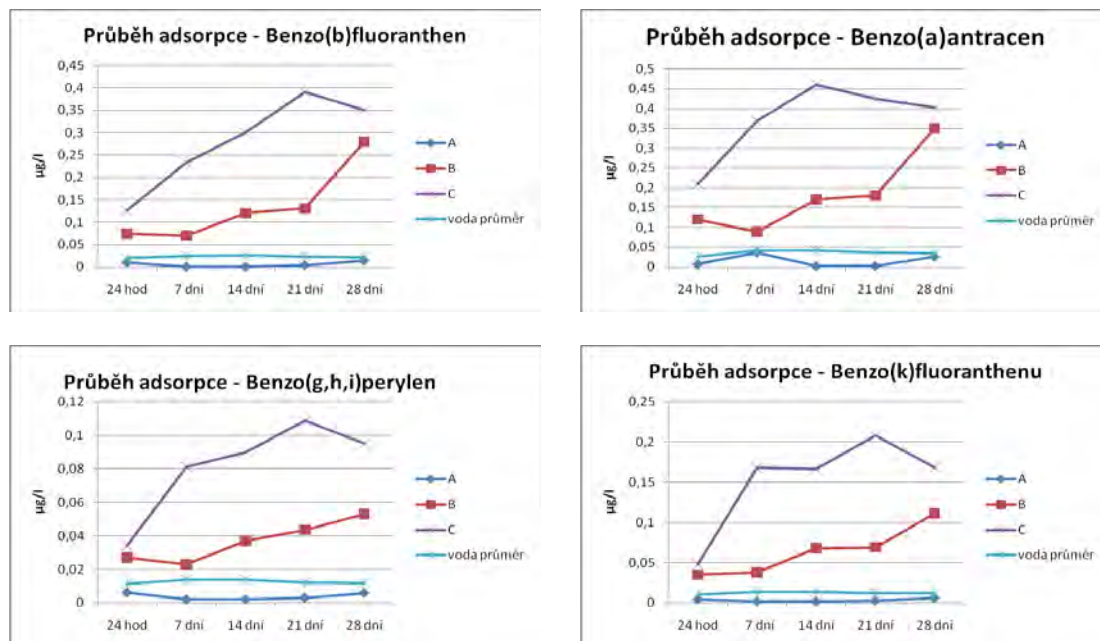 Průběh adsorpce - Benzo(b)fluoranthen
0,45
0,4
0,35
0,3
0,25
0,2
0,15
0,1
0,05
0
µg/l
24 hod 7 dní 14 dní 21 dní 28 dní
A
B
C
voda průměr
Průběh adsorpce - Benzo(a)antracen
0,5
0,45
0,4
0,35
0,3
0,25
0,2
0,15
0,1
0,05
0
µg/l
24 hod 7 dní 14 dní 21 dní 28 dní
A
B
C
voda průměr
Průběh adsorpce - Benzo(g,h,i)perylen
0,12
0,1
0,08
0,06
0,04
0,02
0
µg/l
24 hod 7 dní 14 dní 21 dní 28 dní
A
B
C
voda průměr
Průběh adsorpce - Benzo(k)fluoranthenu
0,25
0,2
0,15
0,1
0,05
0
µg/l
24 hod 7 dní 14 dní 21 dní 28 dní
A
B
C
voda průměr